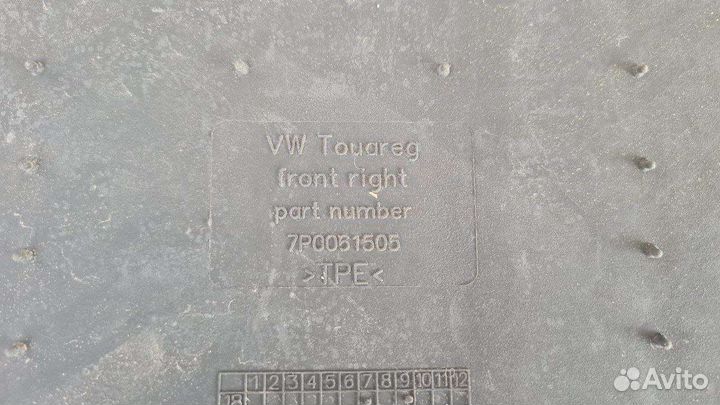 VW Touareg
front right
part number
7P0061505
>TPE<
1 2 3 4 5 6 7 8 9 10 11 12
18
Avito